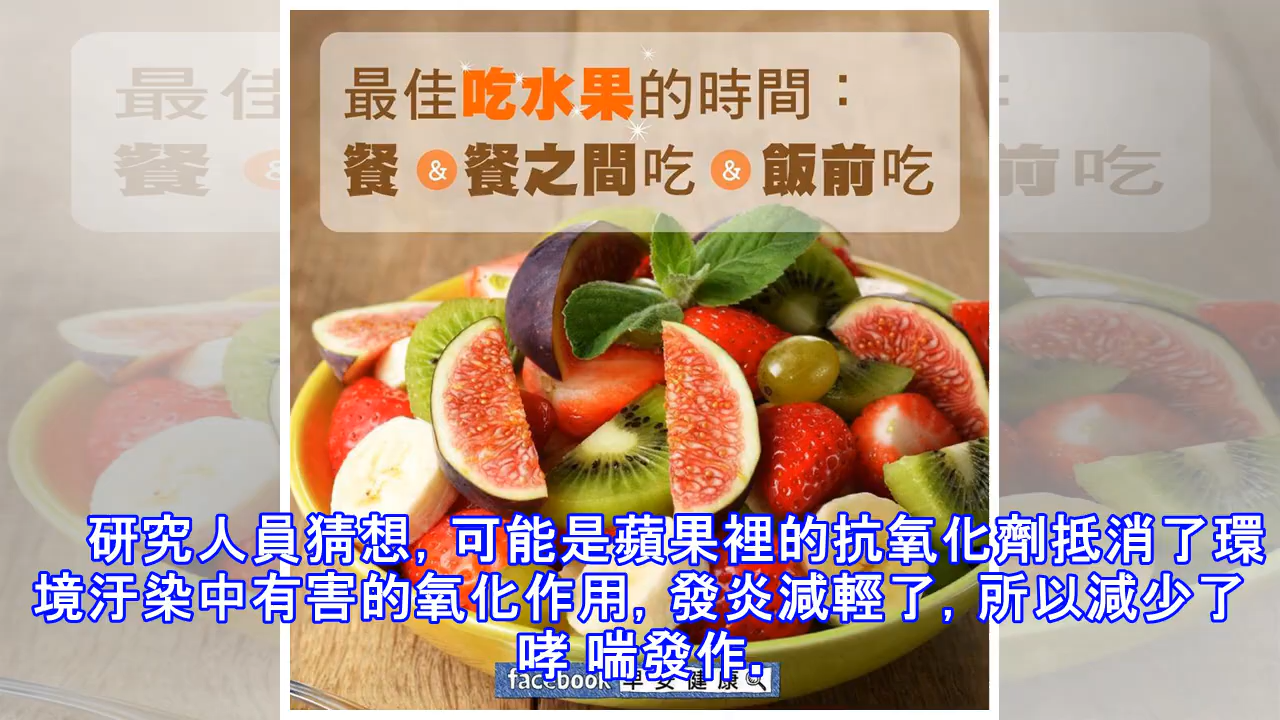 最佳吃水果的時間：
餐 & 餐之間吃 & 飯前吃
研究人員猜想, 可能是蘋果裡的抗氧化劑抵消了環
境汙染中有害的氧化作用, 發炎減輕了, 所以減少了
哮 喘發作.
facebook 早安健康